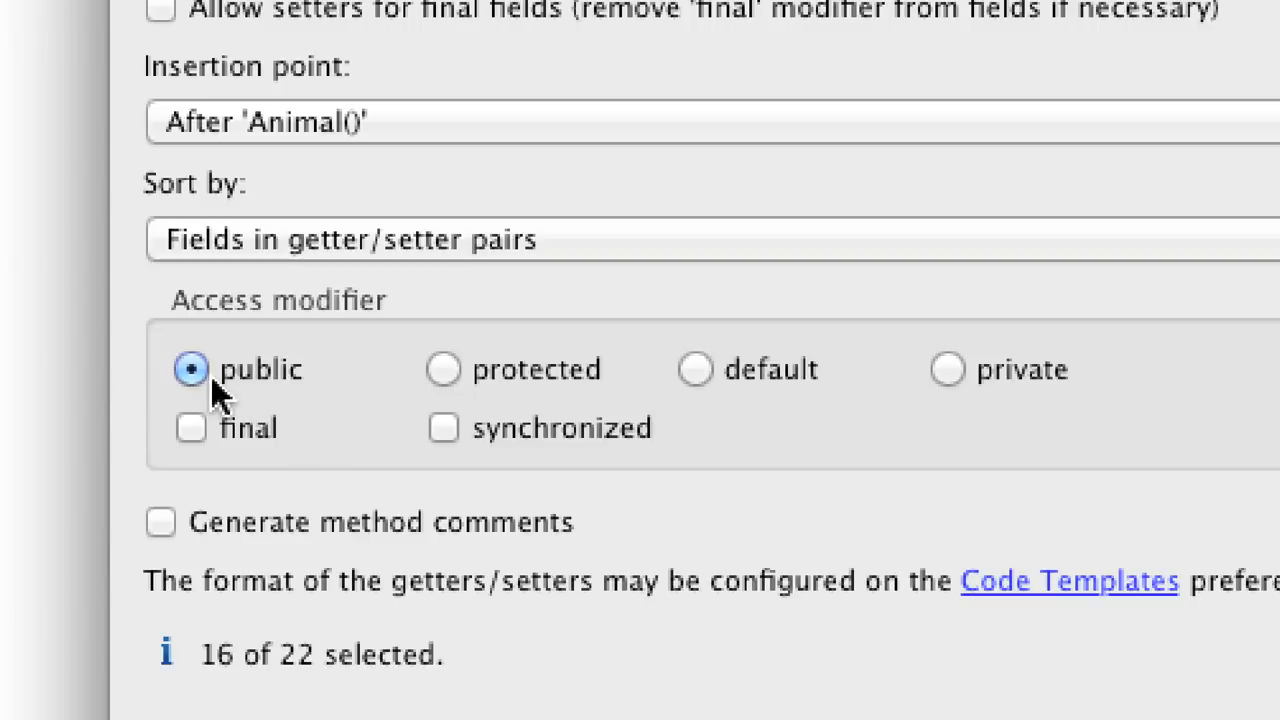 Allow setters for final fields (remove 'final' modifier from fields if necessary)
Insertion point:
After 'Animal()'
Sort by:
Fields in getter/setter pairs
Access modifier
public protected default private
final synchronized
Generate method comments
The format of the getters/setters may be configured on the Code Templates
i 16 of 22 selected.